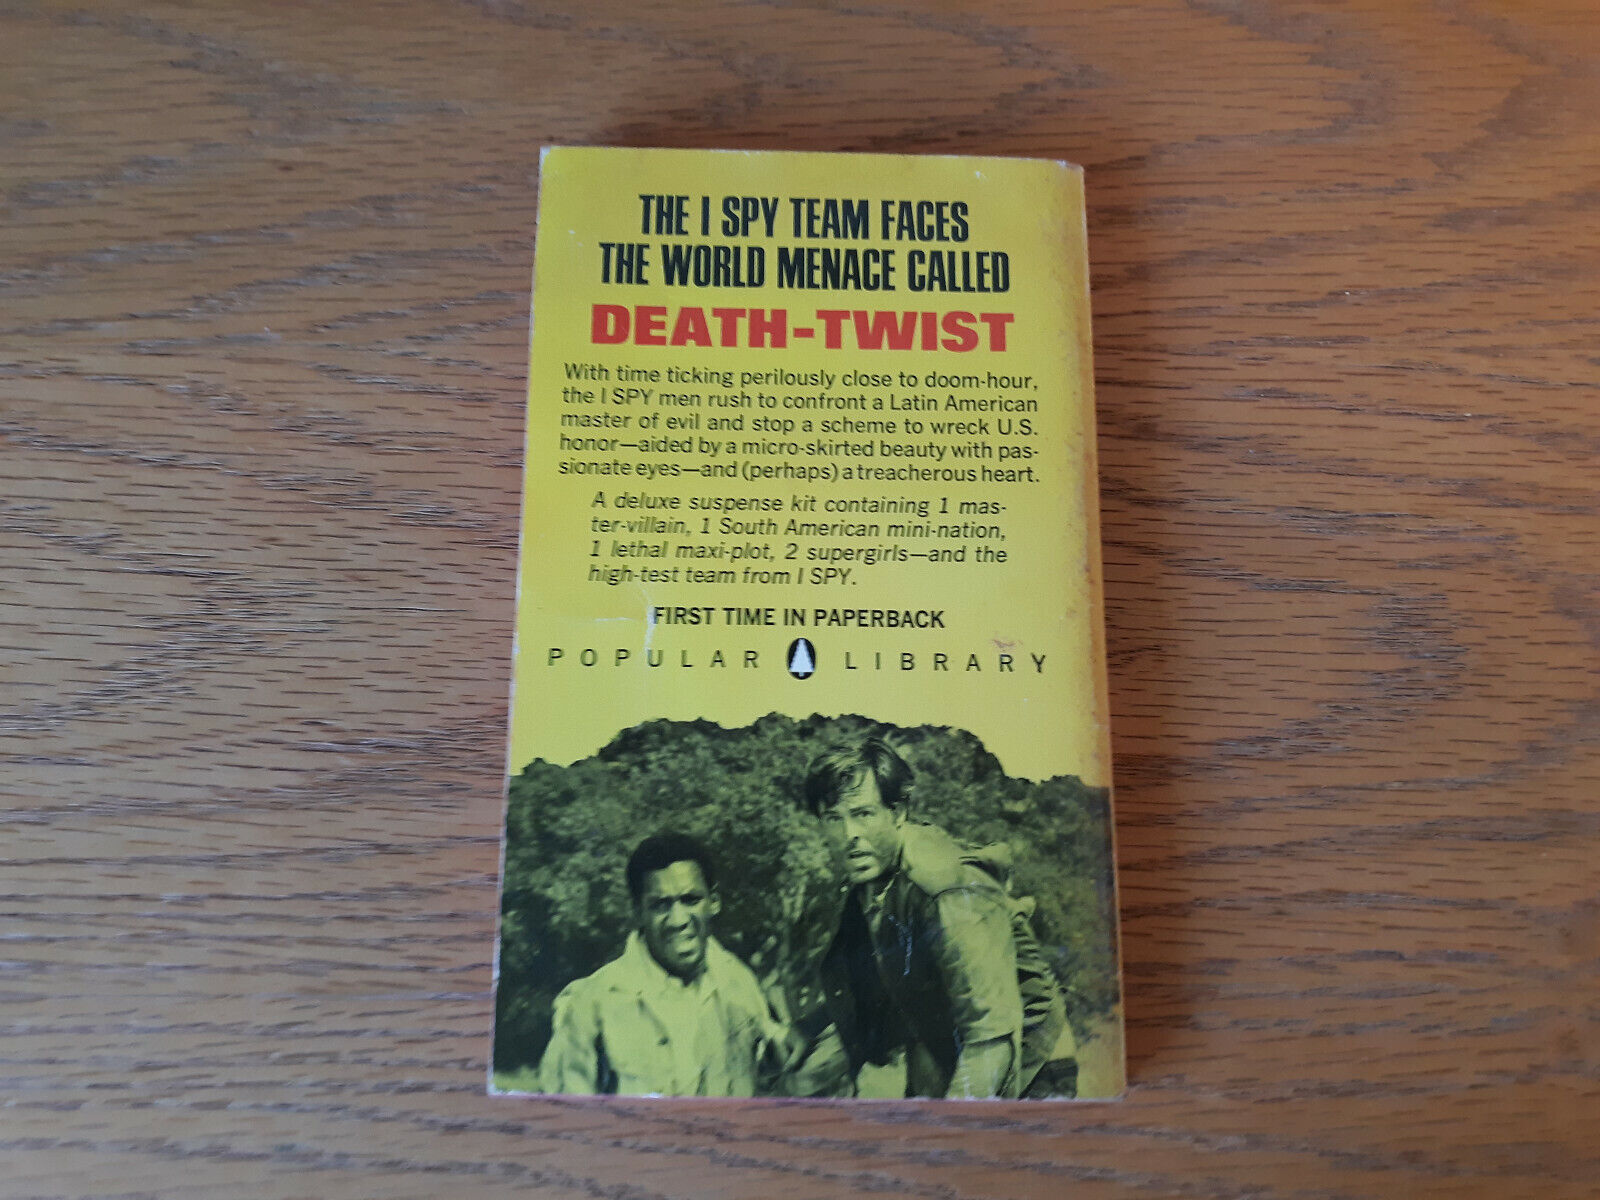 THE I SPY TEAM FACES
THE WORLD MENACE CALLED
DEATH-TWIST
With time ticking perilously close to doom-hour,
the I SPY men rush to confront a Latin American
master of evil and stop a scheme to wreck U.S.
honor—aided by a micro-skirted beauty with pas-
sionate eyes—and (perhaps) a treacherous heart.
A deluxe suspense kit containing 1 mas-
ter-villain, 1 South American mini-nation,
1 lethal maxi-plot, 2 supergirls—and the
high-test team from I SPY.
FIRST TIME IN PAPERBACK
POPULAR LIBRARY